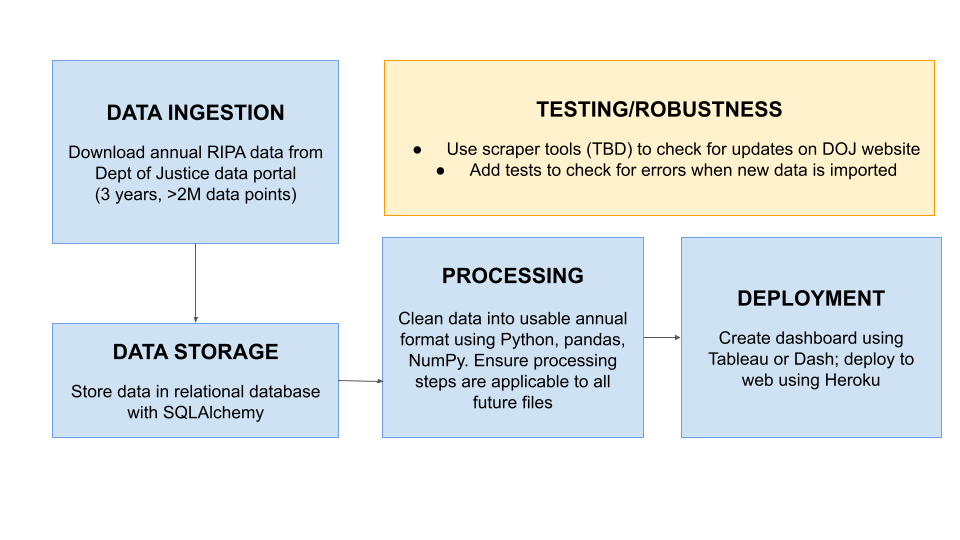 DATA INGESTION
Download annual RIPA data from
Dept of Justice data portal
(3 years, >2M data points)
TESTING/ROBUSTNESS
● Use scraper tools (TBD) to check for updates on DOJ website
● Add tests to check for errors when new data is imported
DATA STORAGE
Store data in relational database
with SQLAlchemy
PROCESSING
Clean data into usable annual
format using Python, pandas,
NumPy. Ensure processing
steps are applicable to all
future files
DEPLOYMENT
Create dashboard using
Tableau or Dash; deploy to
web using Heroku